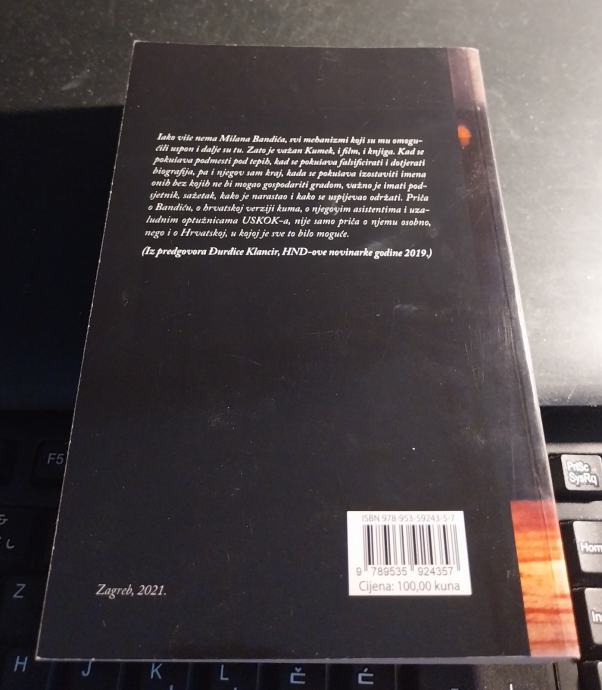 Iako više nema Milana Bandića, svi mehanizmi koji su mu omogu-
ćili uspon i dalje su tu. Zato je važan Kumek, i film, i knjiga. Kad se
pokušava podmesti pod tepih, kad se pokušava falsificirati i dotjerati
biografija, pa i njegov sam kraj, kada se pokušava izostaviti imena
onih bez kojih ne bi mogao gospodariti gradom, važno je imati pod-
sjetnik, sažetak, kako je narastao i kako se uspijevao održati. Priča
o Bandiću, o hrvatskoj verziji kuma, o njegovim asistentima i uza-
ludnim optužnicama USKOK-a, nije samo priča o njemu osobno,
nego i o Hrvatskoj, u kojoj je sve to bilo moguće.
(Iz predgovora Đurđice Klancir, HND-ove novinarke godine 2019.)
F5
PrtSc
SysRq
ISBN 978-953-59243-5-7
9 789535 924357
Cijena: 100,00 kuna
Zagreb, 2021.
Hom
In
Z
H J K L Č Ć